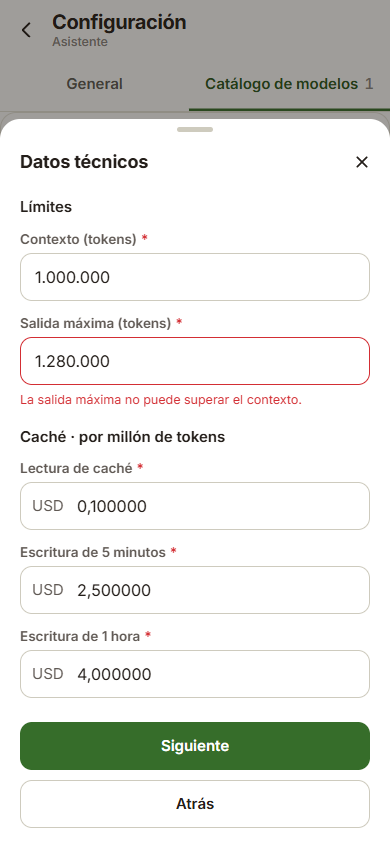 Configuración
Asistente
General
Catálogo de modelos 1
Datos técnicos
Límites
Contexto (tokens) *
1.000.000
Salida máxima (tokens) *
1.280.000
La salida máxima no puede superar el contexto.
Caché · por millón de tokens
Lectura de caché *
USD 0,100000
Escritura de 5 minutos *
USD 2,500000
Escritura de 1 hora *
USD 4,000000
Siguiente
Atrás